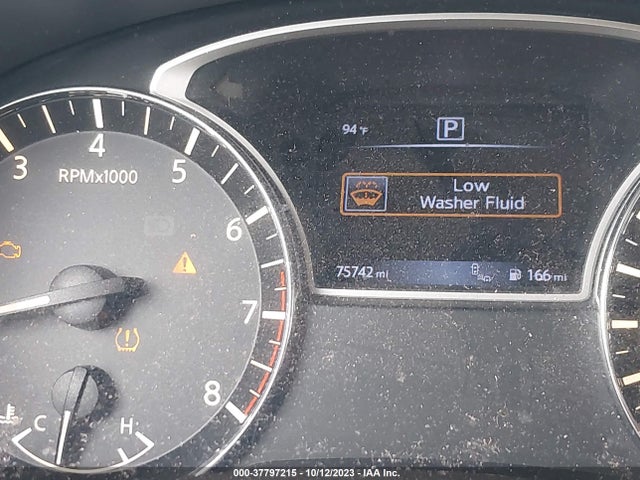 94°F
P
Low
Washer Fluid
75742 mi
166 mi
3
4
5
6
7
8
RPMx1000
C
H
000-37797215 - 10/12/2023 - IAA Inc.